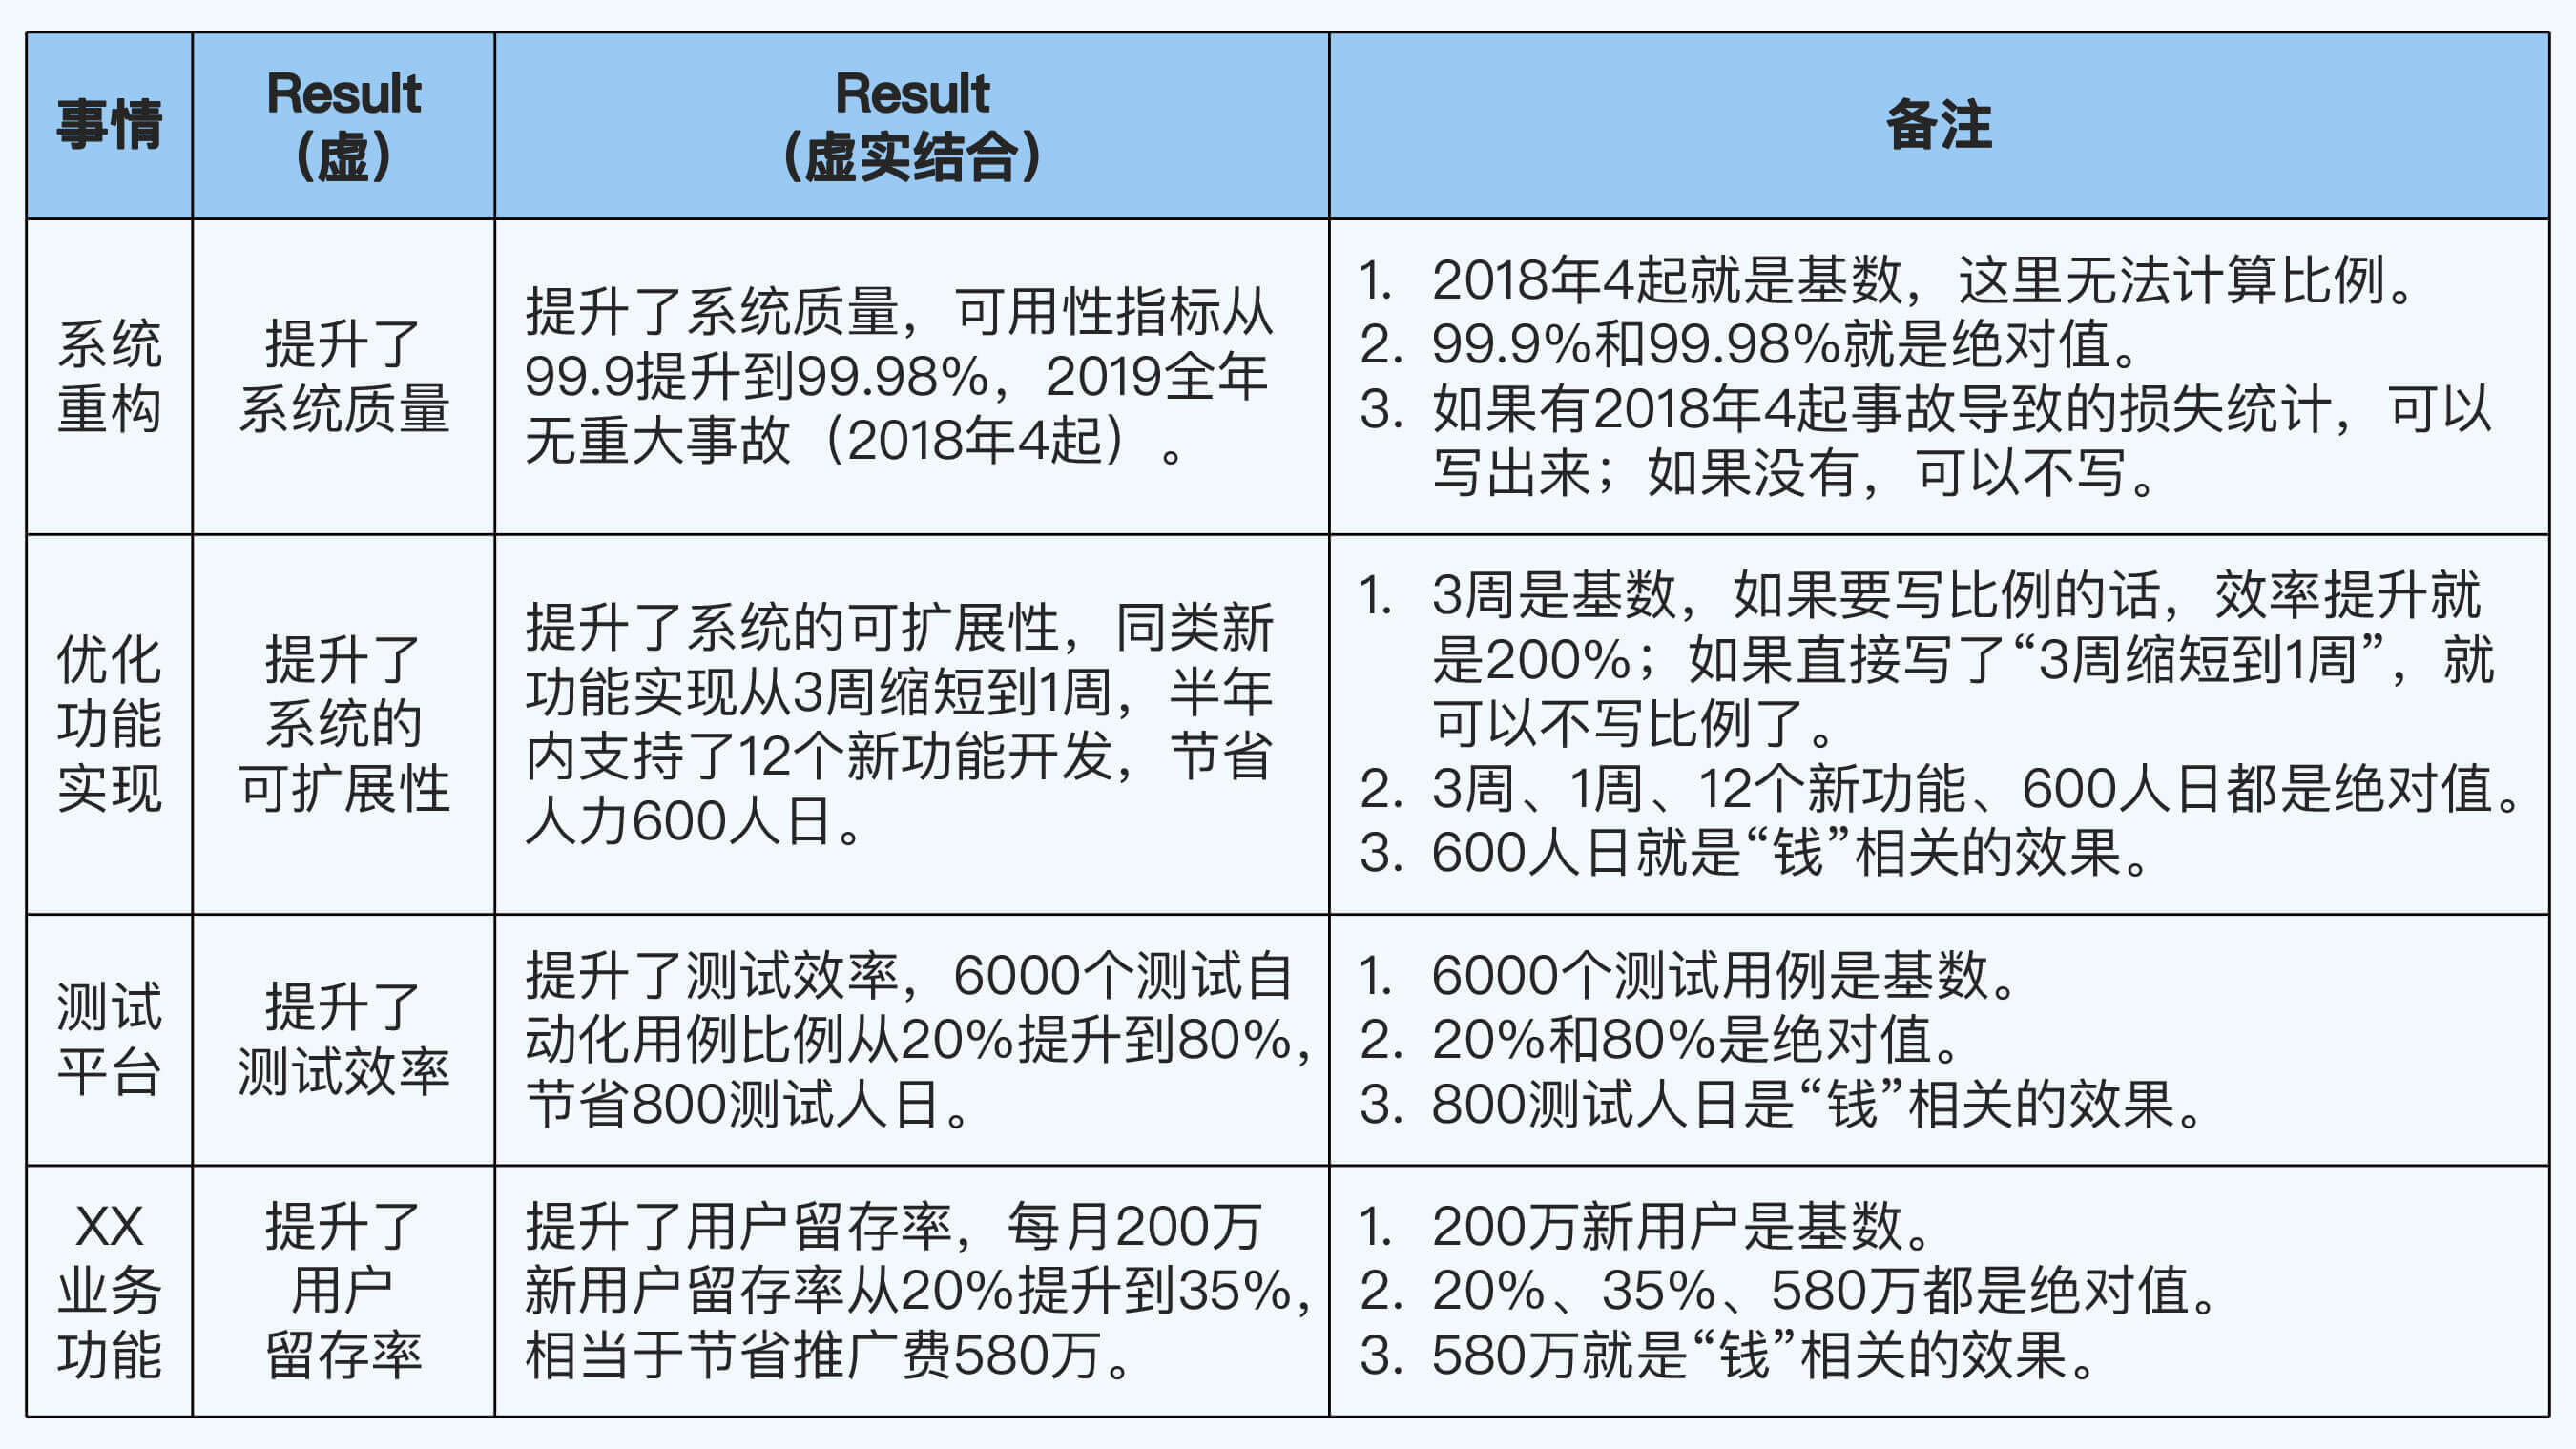 事情
Result
（虚）
Result
（虚实结合）
备注
系统
重构
提升了
系统质量
提升了系统质量，可用性指标从
99.9提升到99.98%，2019全年
无重大事故（2018年4起）。
1. 2018年4起就是基数，这里无法计算比例。
2. 99.9%和99.98%就是绝对值。
3. 如果有2018年4起事故导致的损失统计，可以
写出来；如果没有，可以不写。
优化
功能
实现
提升了
系统的
可扩展性
提升了系统的可扩展性，同类新
功能实现从3周缩短到1周，半年
内支持了12个新功能开发，节省
人力600人日。
1. 3周是基数，如果要写比例的话，效率提升就
是200%；如果直接写了“3周缩短到1周”，就
可以不写比例了。
2. 3周、1周、12个新功能、600人日都是绝对值。
3. 600人日就是“钱”相关的效果。
测试
平台
提升了
测试效率
提升了测试效率，6000个测试自
动化用例比例从20%提升到80%，
节省800测试人日。
1. 6000个测试用例是基数。
2. 20%和80%是绝对值。
3. 800测试人日是“钱”相关的效果。
XX
业务
功能
提升了
用户
留存率
提升了用户留存率，每月200万
新用户留存率从20%提升到35%，
相当于节省推广费580万。
1. 200万新用户是基数。
2. 20%、35%、580万都是绝对值。
3. 580万就是“钱”相关的效果。